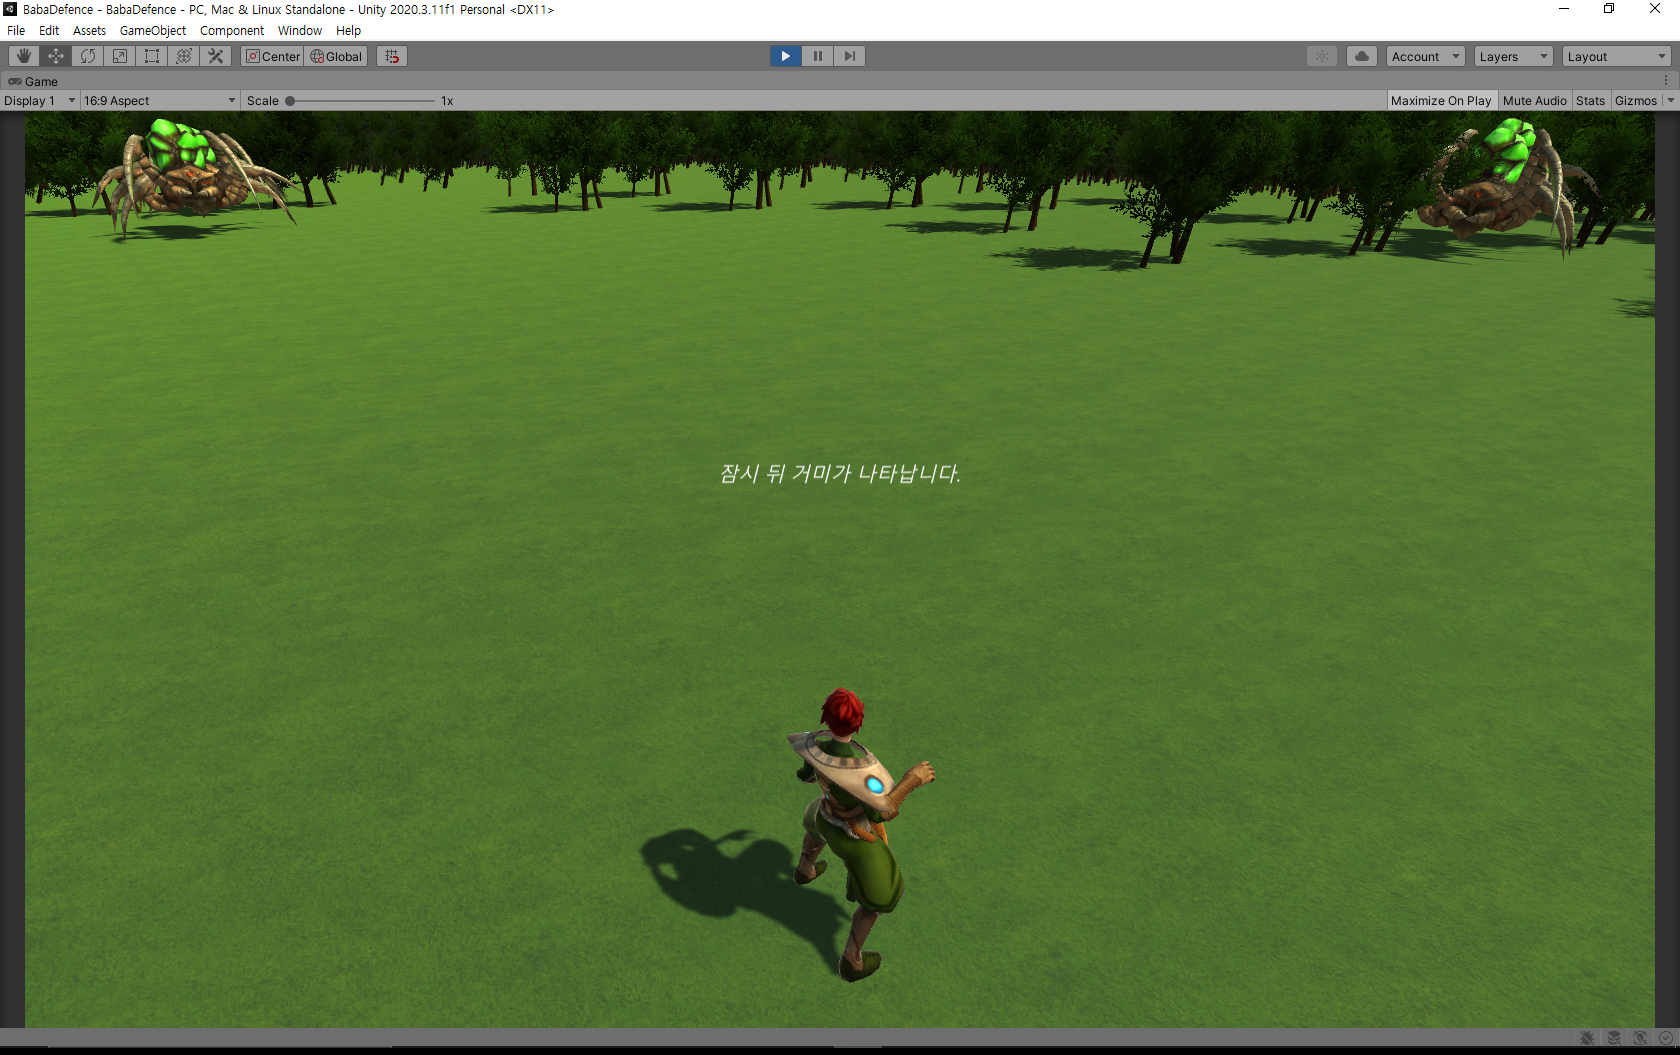 BabaDefence - BabaDefence - PC, Mac & Linux Standalone - Unity 2020.3.11f1 Personal <DX11>
File Edit Assets GameObject Component Window Help
Center Global Account Layers Layout
Game
Display 1 16:9 Aspect Scale 1x Maximize On Play Mute Audio Stats Gizmos
잠시 뒤 거미가 나타납니다.